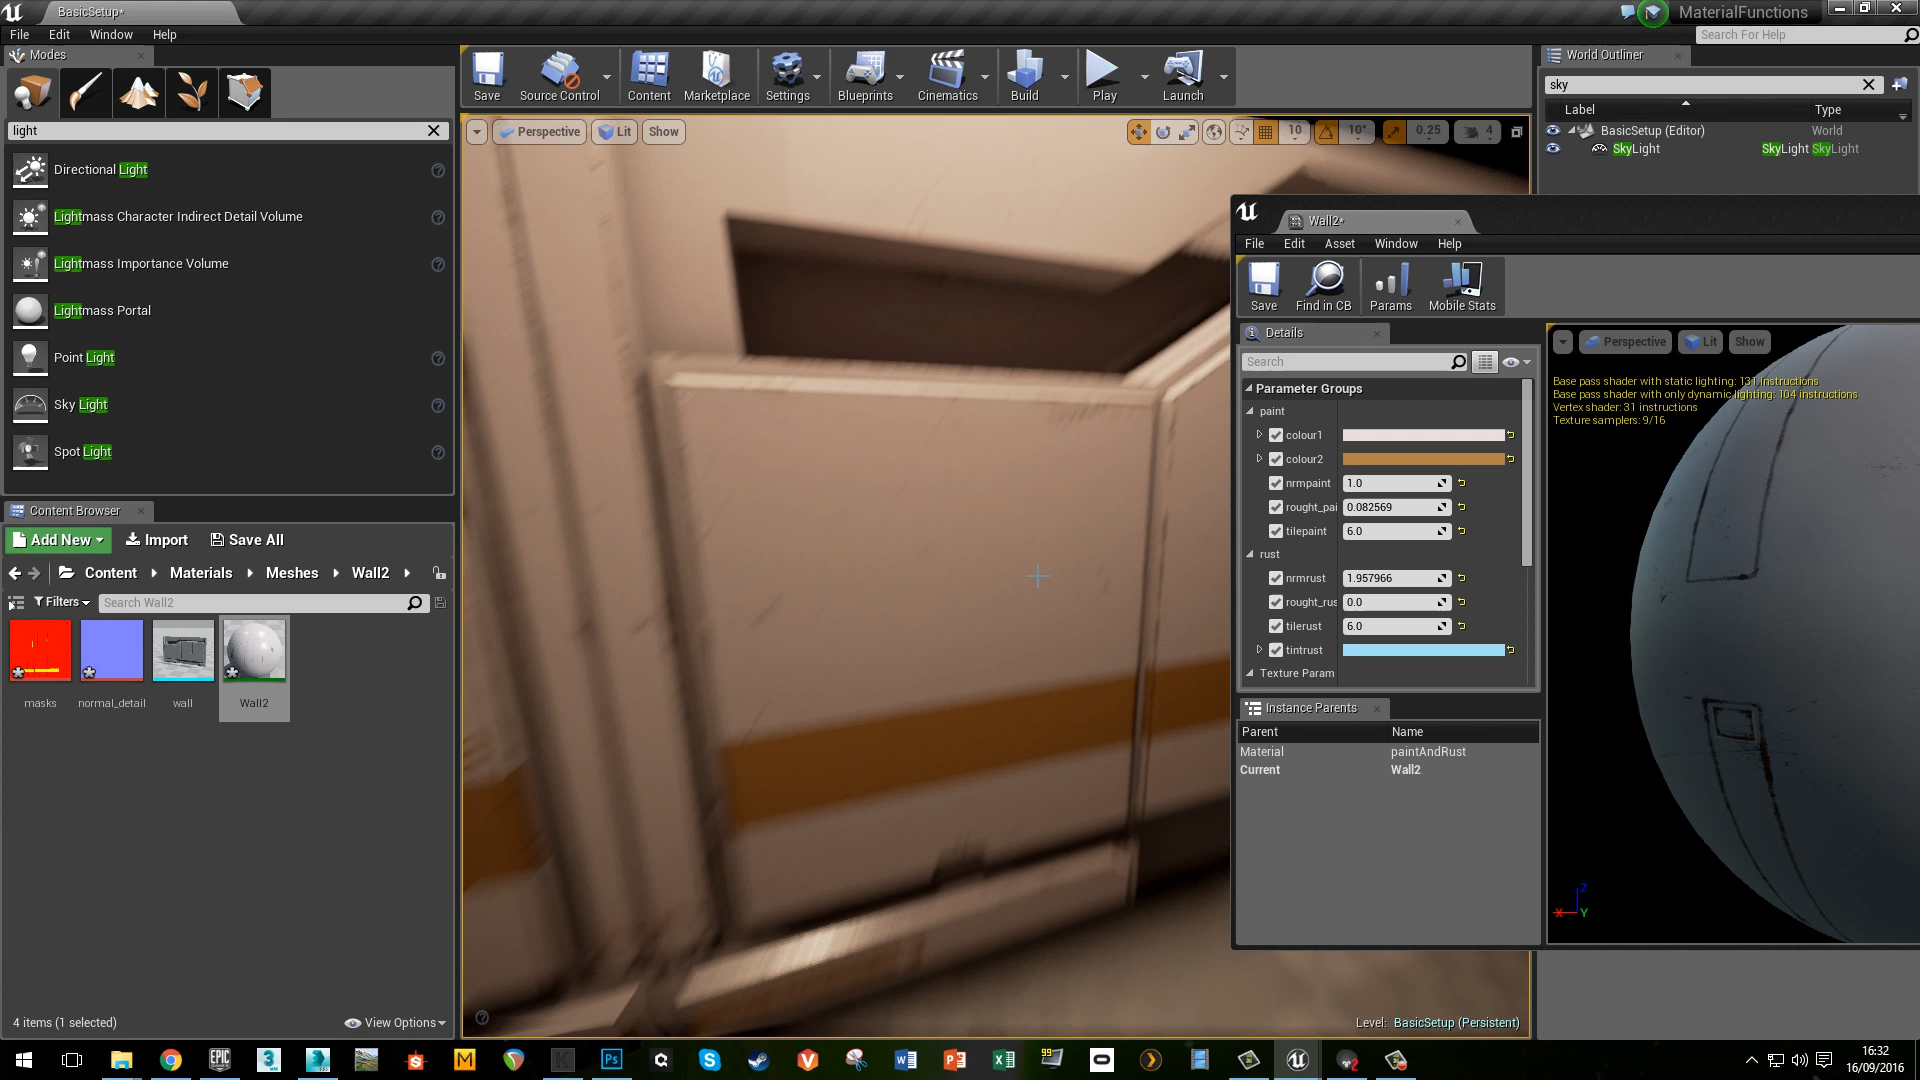 BasicSetup*
MaterialFunctions
File Edit Window Help
Search For Help
Modes
light
Directional Light
Lightmass Character Indirect Detail Volume
Lightmass Importance Volume
Lightmass Portal
Point Light
Sky Light
Spot Light
Save
Source Control
Content
Marketplace
Settings
Blueprints
Cinematics
Build
Play
Launch
Perspective
Lit
Show
10
10°
0.25
4
World Outliner
sky
Label Type
BasicSetup (Editor) World
SkyLight SkyLight SkyLight
Content Browser
Add New Import Save All
Content Materials Meshes Wall2
Filters Search Wall2
masks normal_detail wall Wall2
4 items (1 selected) View Options
Level: BasicSetup (Persistent)
Wall2*
File Edit Asset Window Help
Save Find in CB Params Mobile Stats
Details
Search
Parameter Groups
paint
colour1
colour2
nrmpaint 1.0
rought_pai 0.082569
tilepaint 6.0
rust
nrmrust 1.957966
rought_rus 0.0
tilerust 6.0
tintrust
Texture Param
Instance Parents
Parent Name
Material paintAndRust
Current Wall2
Perspective Lit Show
Base pass shader with static lighting: 131 instructions
Base pass shader with only dynamic lighting: 104 instructions
Vertex shader: 31 instructions
Texture samplers: 9/16
Z
X Y
16:32
16/09/2016